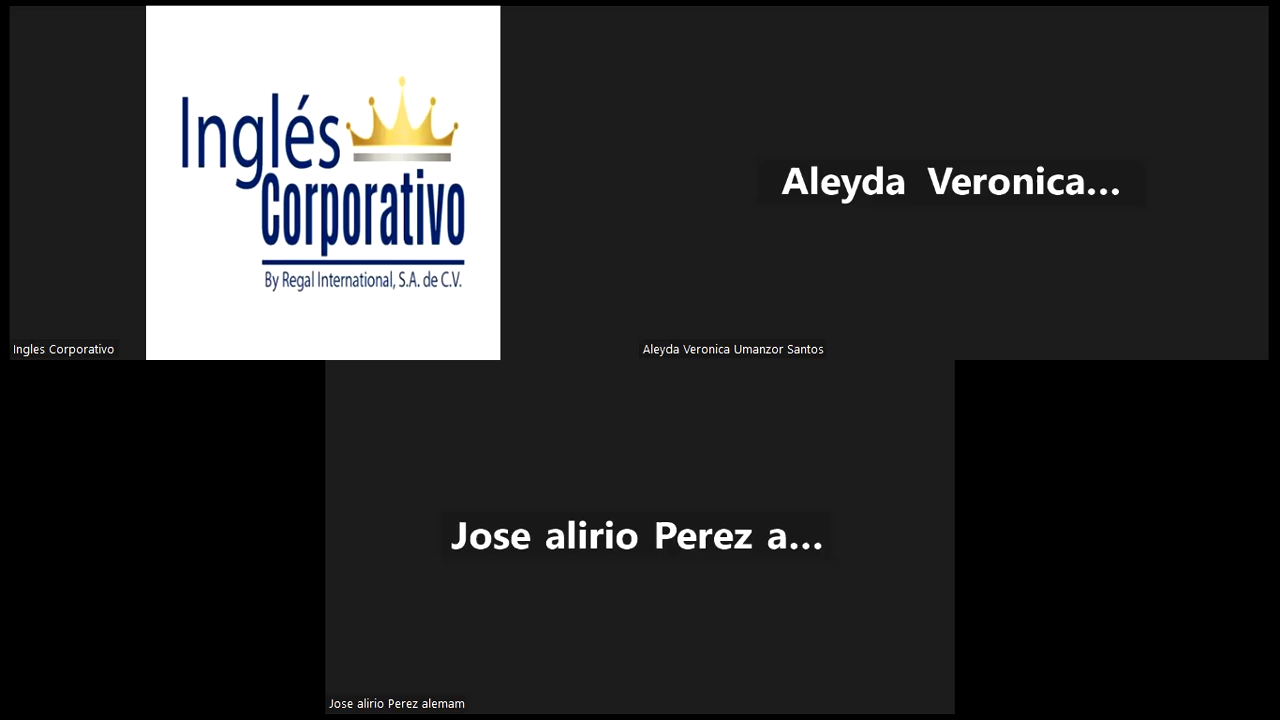 Inglés
Corporativo
By Regal International, S.A. de C.V.
Ingles Corporativo
Aleyda Veronica...
Aleyda Veronica Umanzor Santos
Jose alirio Perez a...
Jose alirio Perez alemam